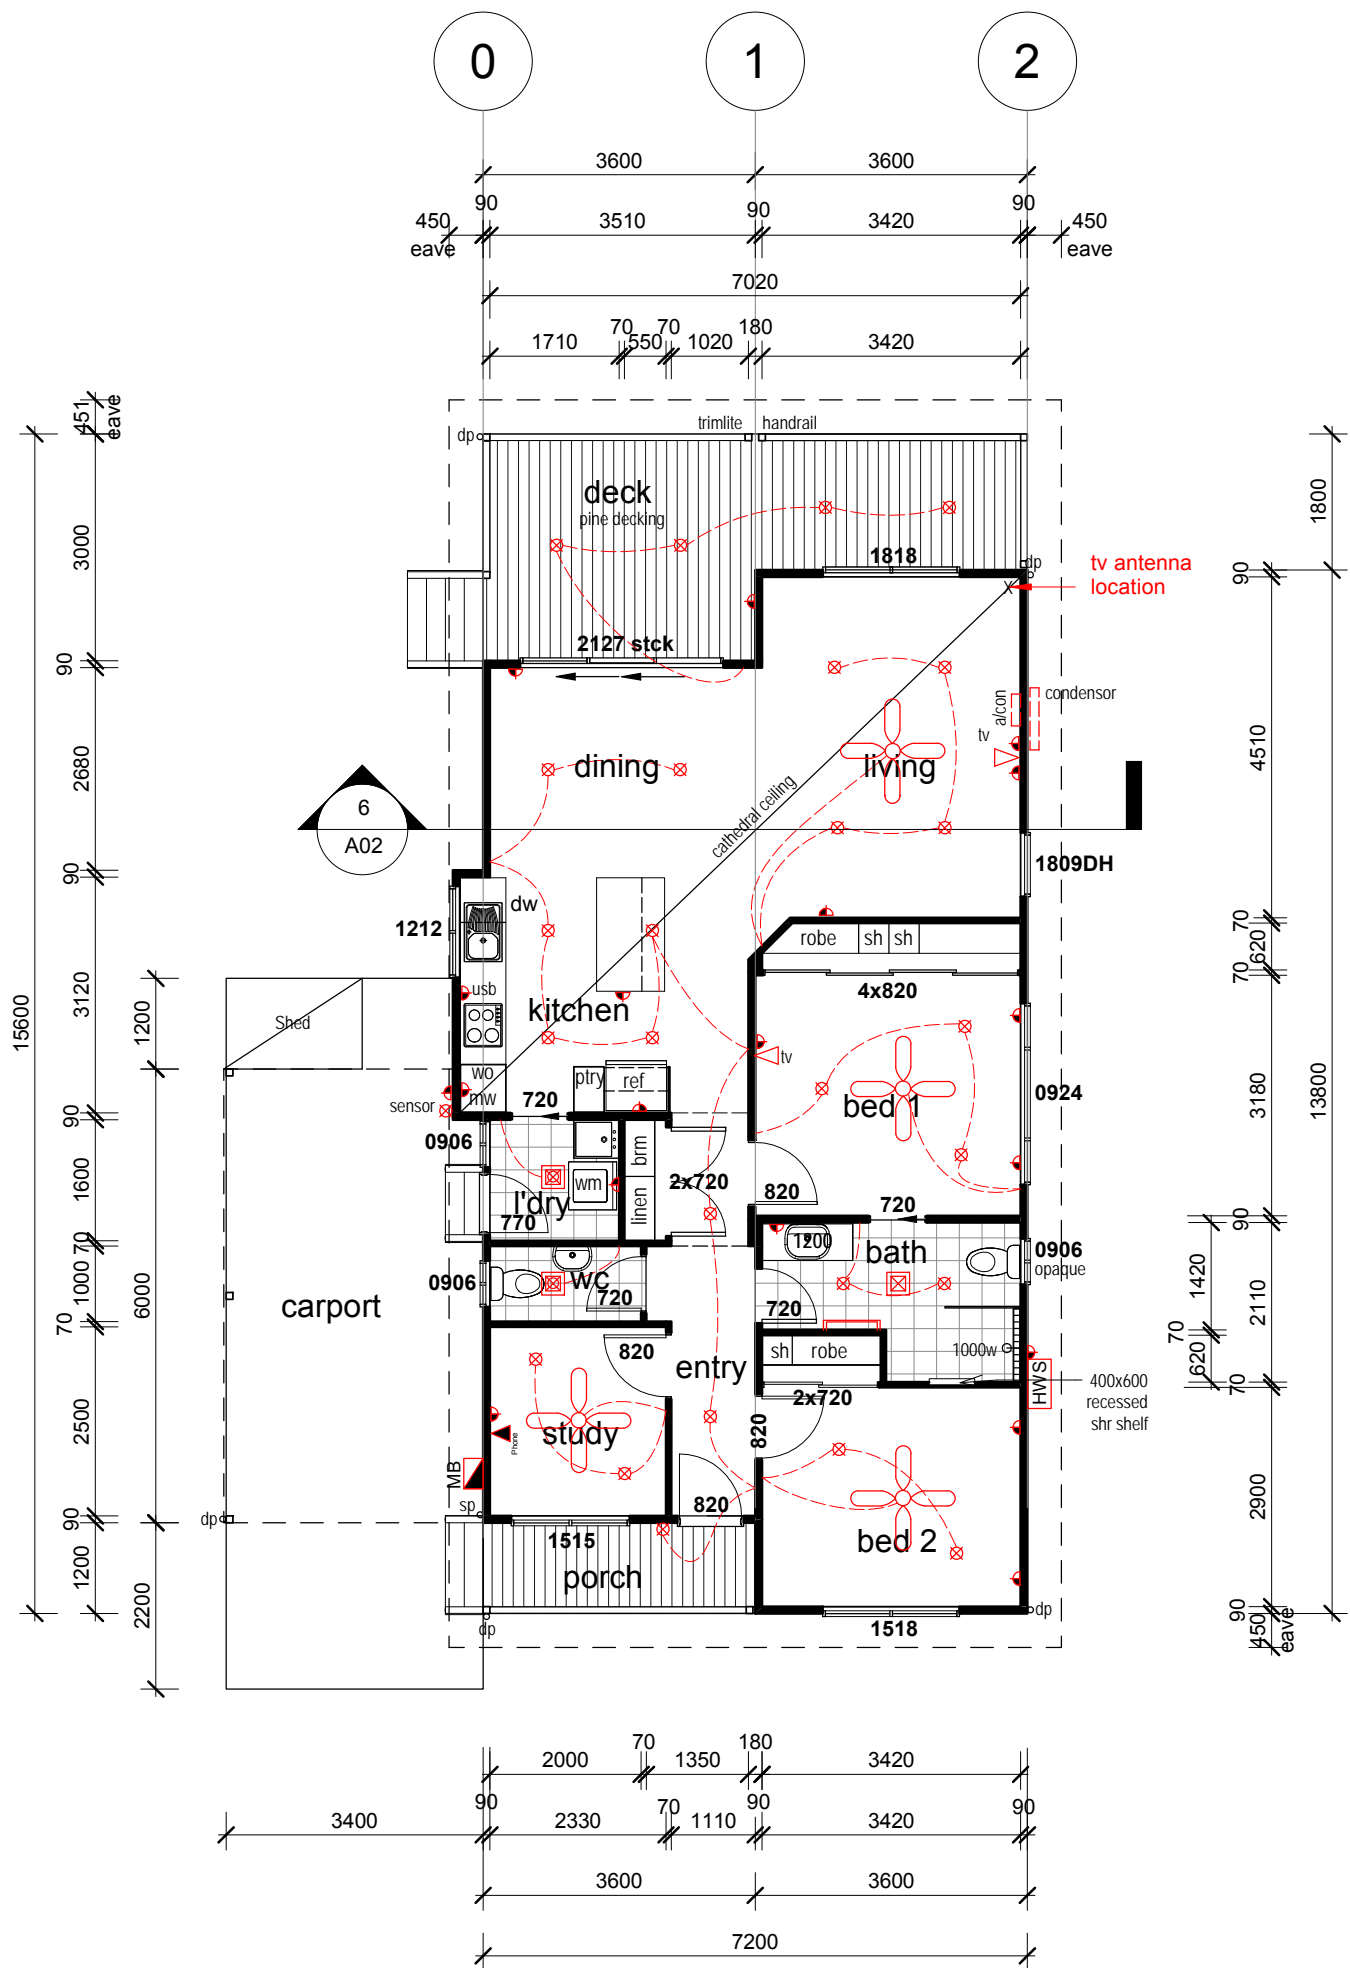 0 1 2
3600 3600
90 90 90
450 3510 3420 450
eave eave
7020
70 70 180
1710 550 1020 3420
451
eave
trimlite handrail
dp
deck
pine decking
3000
1800
1818
dp
tv antenna
location
X
90
2127 stck
90
condensor
a/con
tv
dining
living
2680
4510
cathedral ceiling
6
A02
1809DH
90
dw
1212
robe sh sh
70
620
70
4x820
usb
3120
1200
15600
kitchen
Shed
tv
0924
13800
wo
mw
ptry
ref
bed 1
3180
sensor
720
90
0906
brm
1600
wm
2x720
820
720
l'dry
770
linen
90
70
1200
bath
0906
opaque
1420
2110
0906
wc
720
720
1000
6000
carport
70
820
entry
sh robe
1000w
70
620
70
HWS
400x600
recessed
shr shelf
2x720
2500
study
Phone
820
MB
sp
820
2900
dp
90
1515
bed 2
porch
1200
2200
dp
dp
1518
90
450
eave
70 180
2000 1350 3420
90 70 90 90
3400 2330 1110 3420
3600 3600
7200